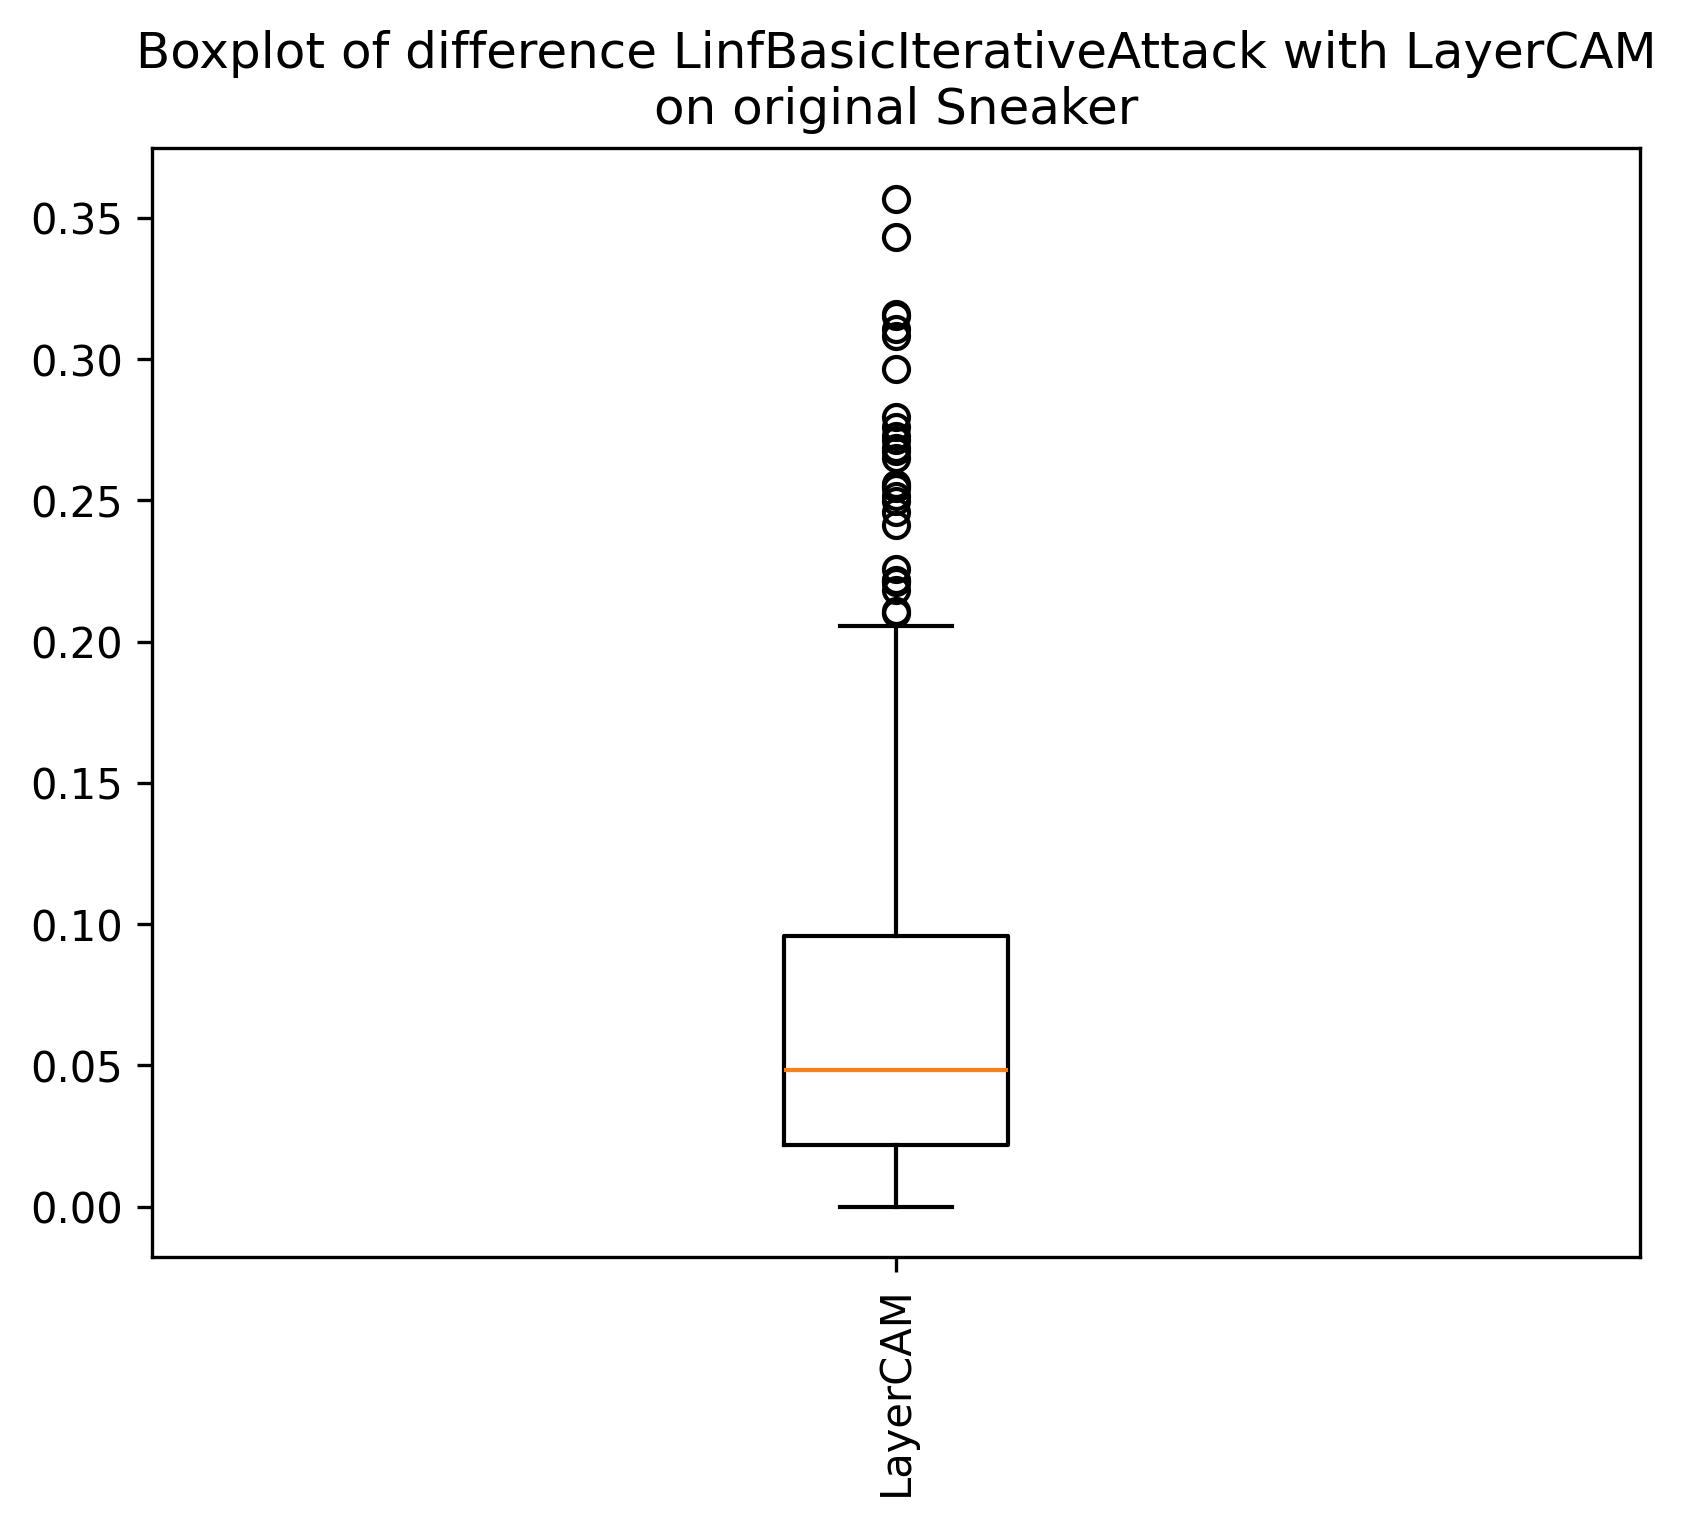 Boxplot of difference LinfBasicIterativeAttack with LayerCAM
on original Sneaker
0.35
0.30
0.25
0.20
0.15
0.10
0.05
0.00
LayerCAM